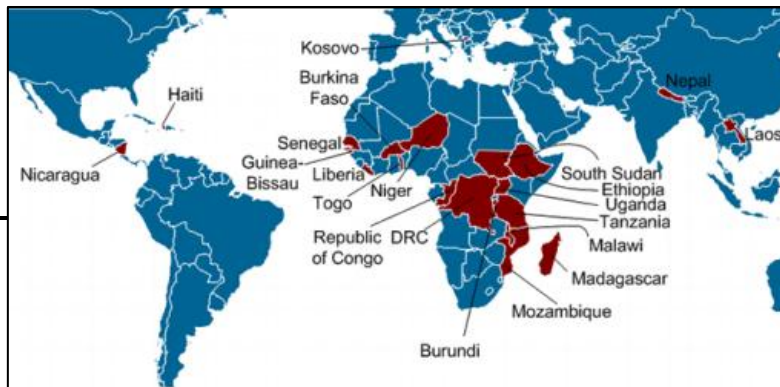 Kosovo
Burkina
Faso
Haiti
Nepal
Senegal
Laos
Guinea-
Bissau
Nicaragua
Liberia
Niger
Togo
South Sudan
Ethiopia
Uganda
Tanzania
Republic
of Congo
DRC
Malawi
Madagascar
Mozambique
Burundi